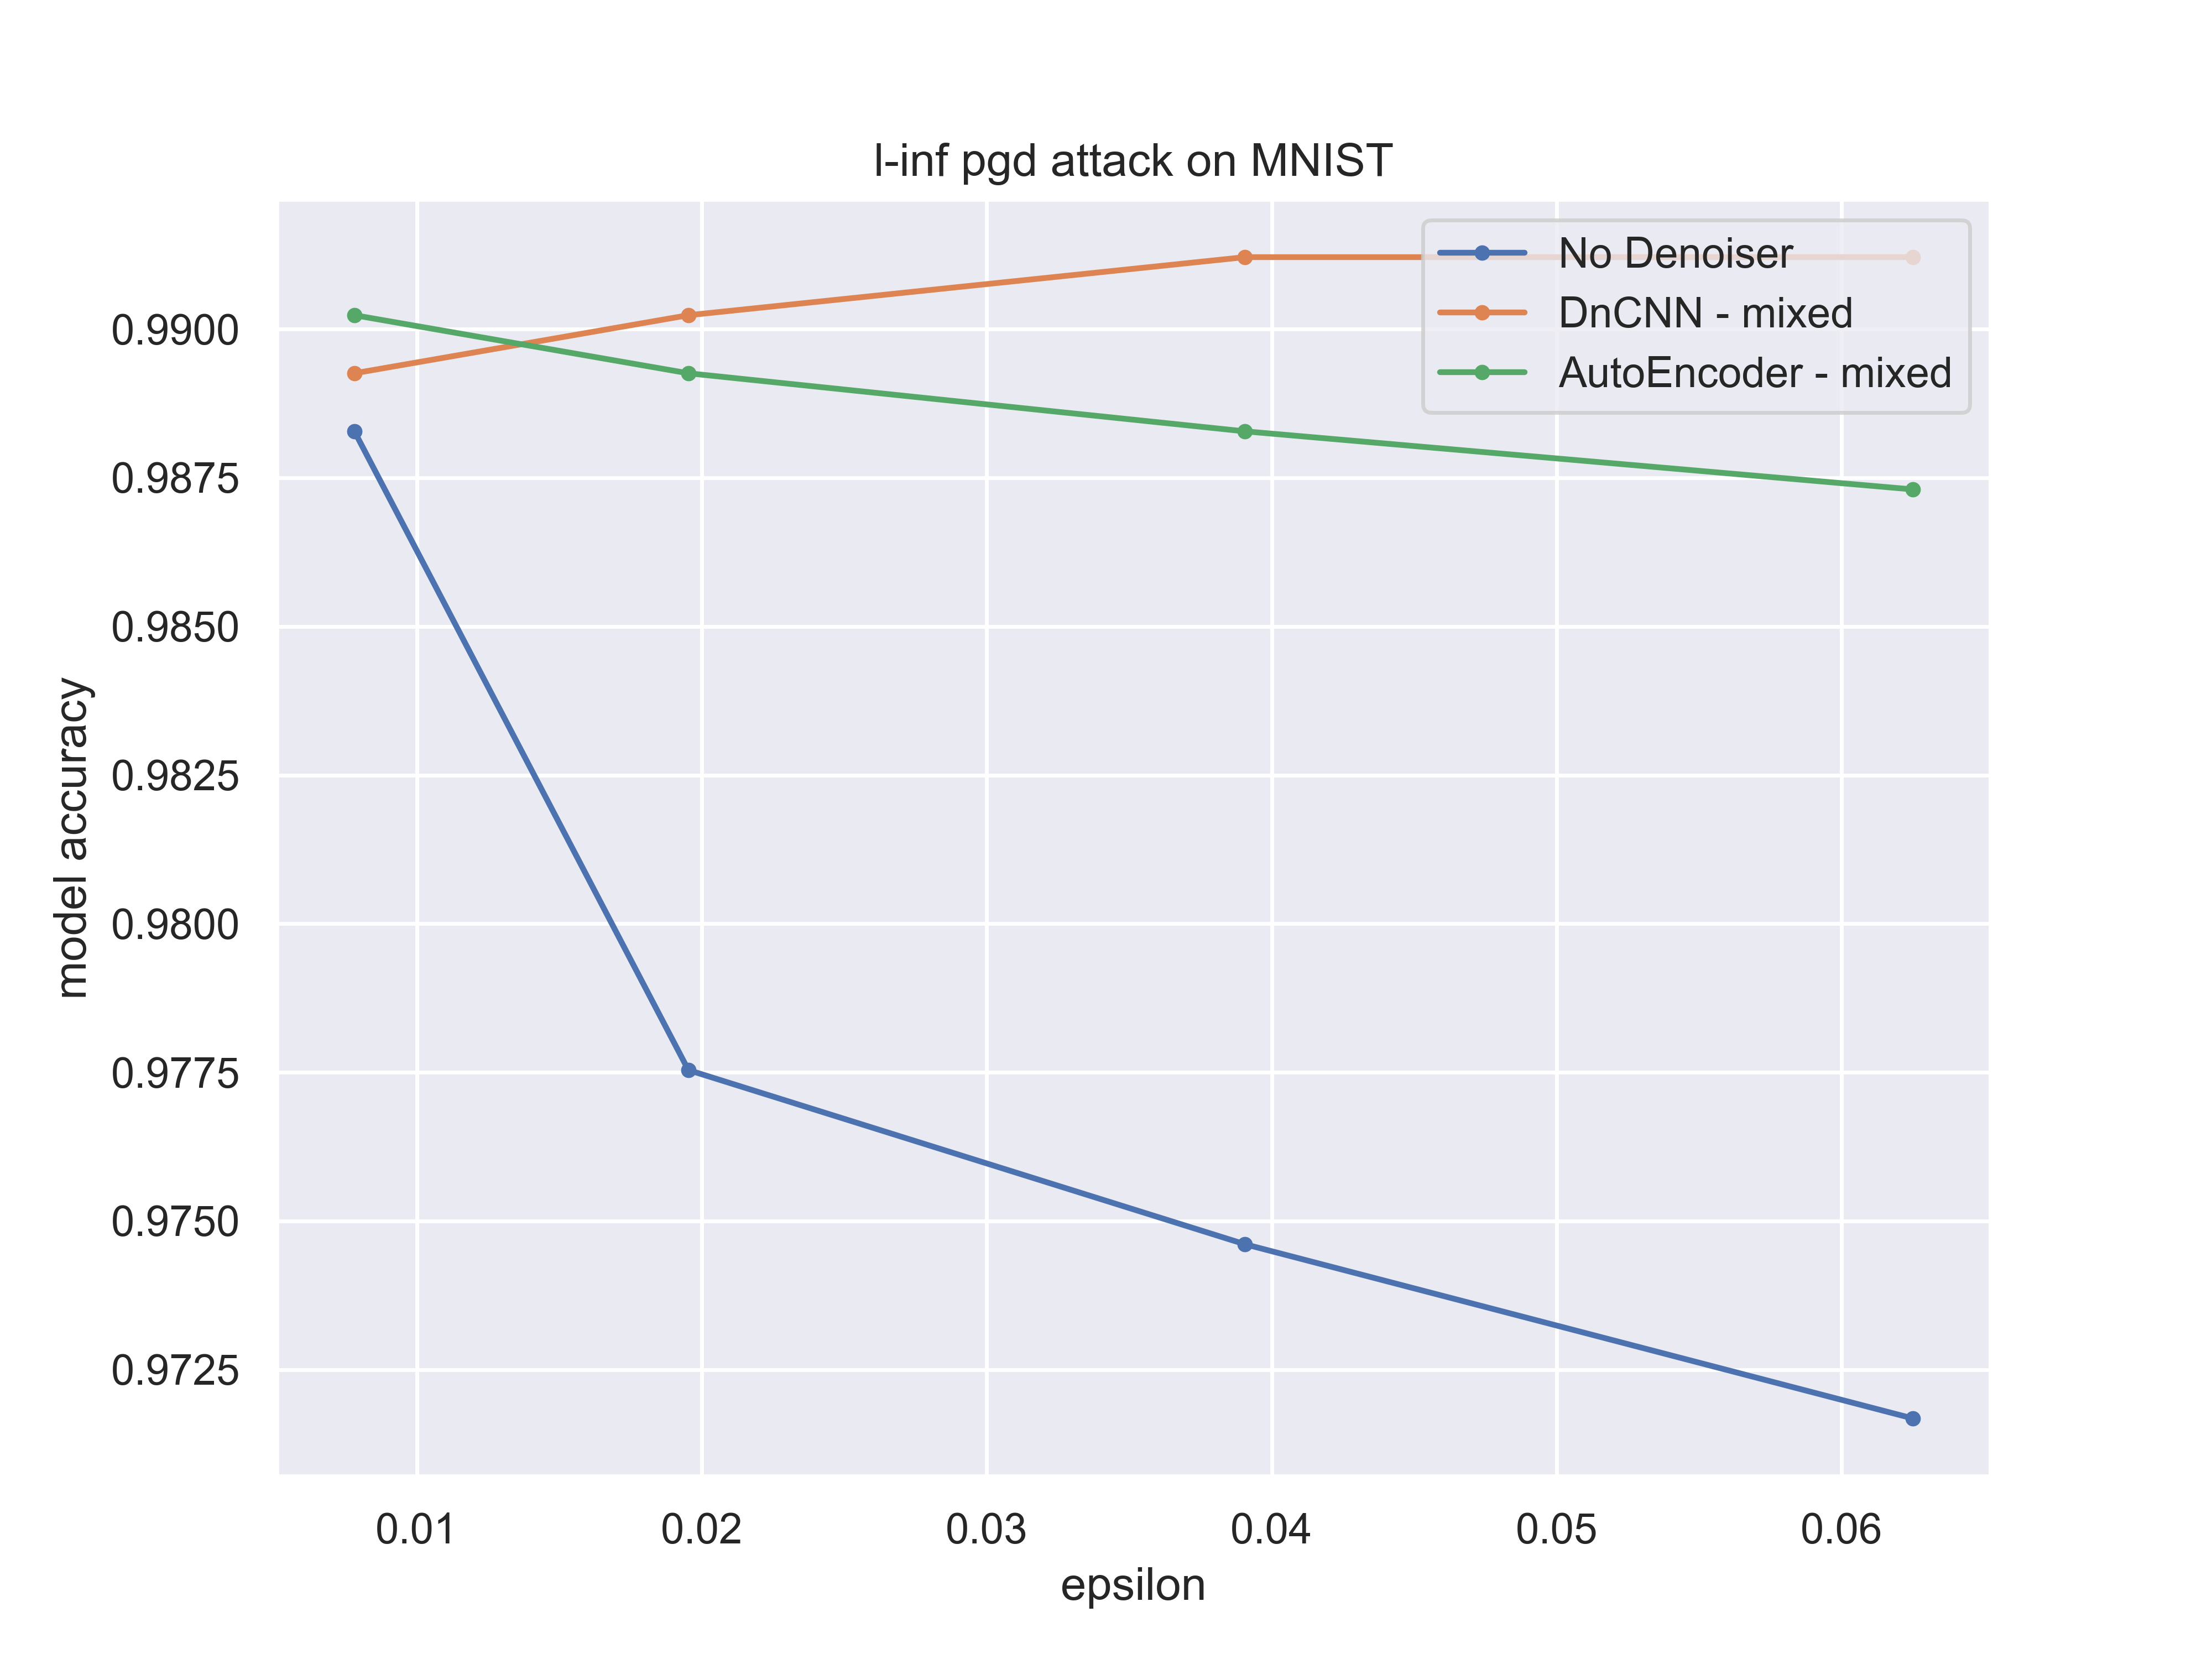 l-inf pgd attack on MNIST
No Denoiser
DnCNN - mixed
AutoEncoder - mixed
0.9900
0.9875
0.9850
0.9825
0.9800
0.9775
0.9750
0.9725
model accuracy
0.01 0.02 0.03 0.04 0.05 0.06
epsilon